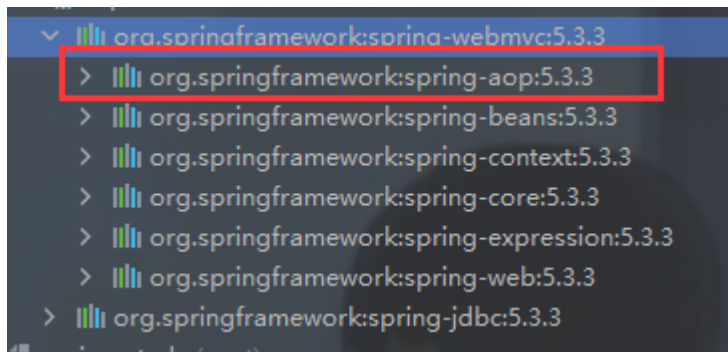 org.springframework:spring-webmvc:5.3.3
org.springframework:spring-aop:5.3.3
org.springframework:spring-beans:5.3.3
org.springframework:spring-context:5.3.3
org.springframework:spring-core:5.3.3
org.springframework:spring-expression:5.3.3
org.springframework:spring-web:5.3.3
org.springframework:spring-jdbc:5.3.3